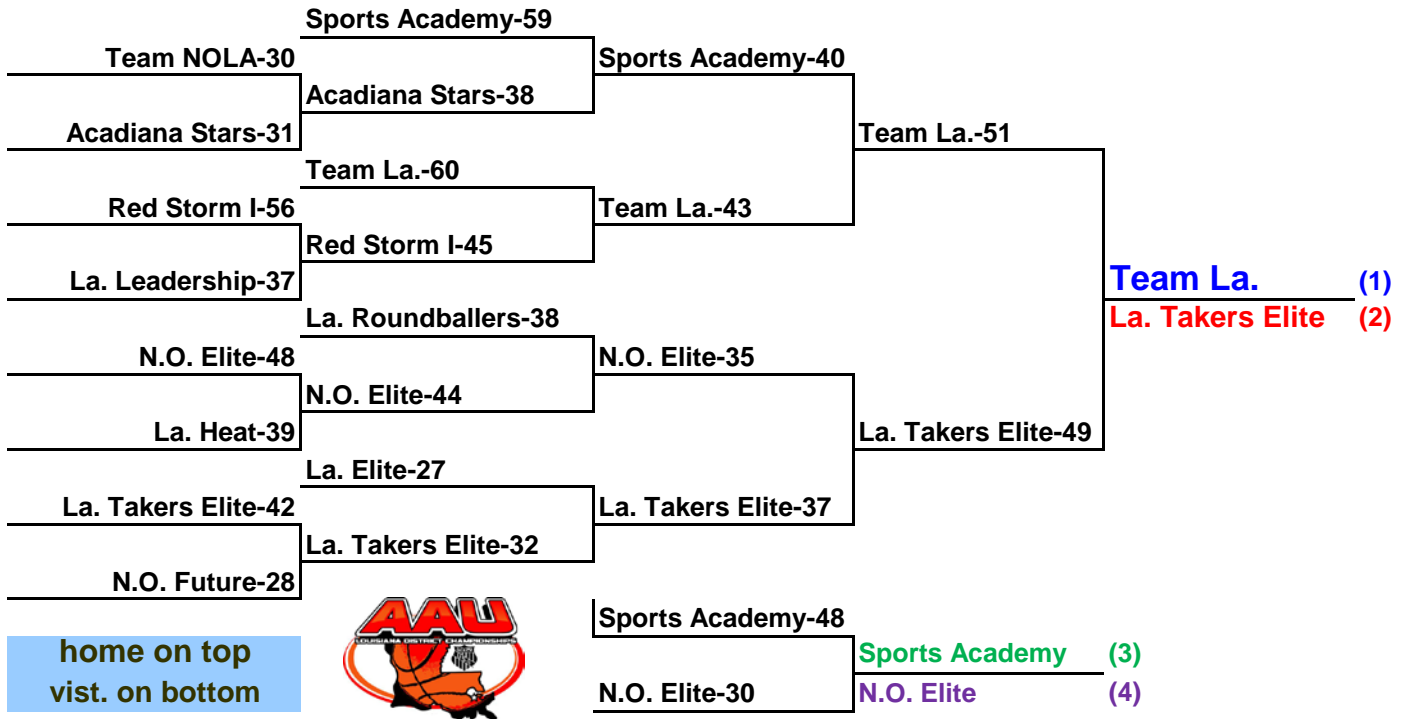 Sports Academy-59
Team NOLA-30
Sports Academy-40
Acadiana Stars-38
Acadiana Stars-31
Team La.-51
Team La.-60
Red Storm I-56
Team La.-43
Red Storm I-45
La. Leadership-37
Team La. (1)
La. Roundballers-38
La. Takers Elite (2)
N.O. Elite-48
N.O. Elite-35
N.O. Elite-44
La. Heat-39
La. Takers Elite-49
La. Elite-27
La. Takers Elite-42
La. Takers Elite-37
La. Takers Elite-32
N.O. Future-28
AAU
LOUISIANA DISTRICT CHAMPIONSHIPS
Sports Academy-48
home on top
Sports Academy (3)
vist. on bottom
N.O. Elite-30
N.O. Elite (4)